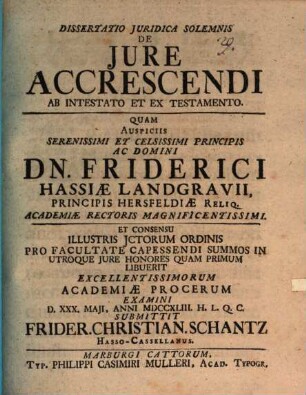 DISSERTATIO JURIDICA SOLEMNIS
DE
JURE
ACCRESCENDI
AB INTESTATO ET EX TESTAMENTO.
QUAM
AUSPICIIS
SERENISSIMI ET CELSISSIMI PRINCIPIS
AC DOMINI
DN. FRIDERICI
HASSIÆ LANDGRAVII,
PRINCIPIS HERSFELDIÆ RELIQ.
ACADEMIÆ RECTORIS MAGNIFICENTISSIMI.
ET CONSENSU
ILLUSTRIS JCTORUM ORDINIS
PRO FACULTATE CAPESSENDI SUMMOS IN
UTROQUE JURE HONORES QUAM PRIMUM
LIBUERIT
EXCELLENTISSIMORUM
ACADEMIÆ PROCERUM
EXAMINI
D. XXX. MAJI, ANNI MDCCXLIII. H. L. Q. C.
SUBMITTIT
FRIDER. CHRISTIAN. SCHANTZ
HASSO-CASSELLANUS.
MARBURGI CATTORUM,
TYP. PHILIPPI CASIMIRI MULLERI, ACAD. TYPOGR.